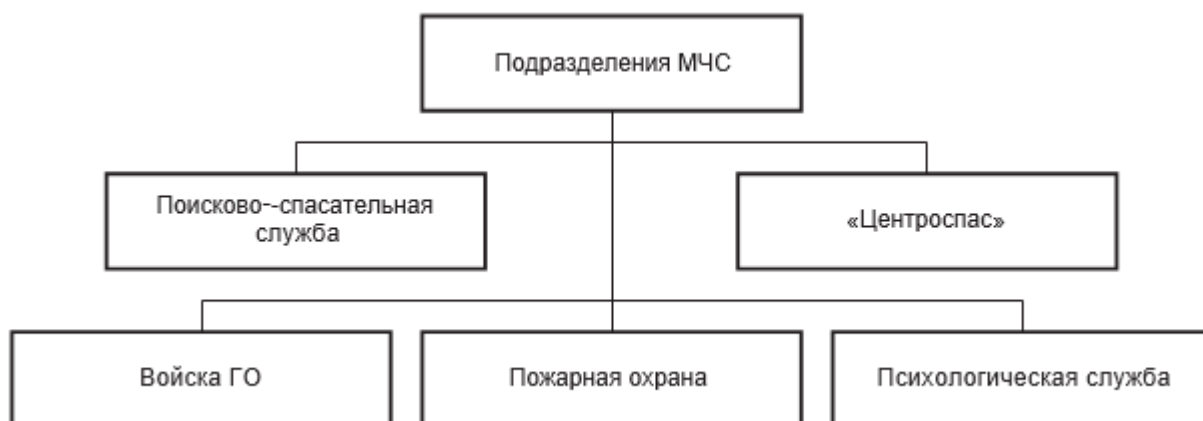 Подразделения МЧС
Поисково--спасательная
служба
«Центроспас»
Войска ГО
Пожарная охрана
Психологическая служба